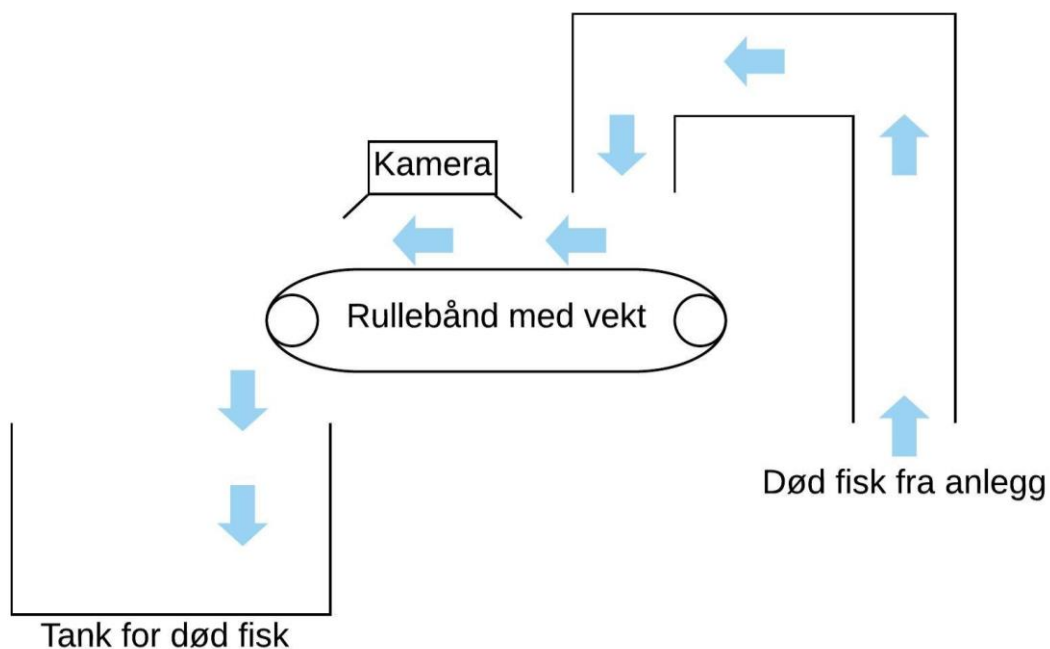 Kamera
Rullebånd med vekt
Død fisk fra anlegg
Tank for død fisk